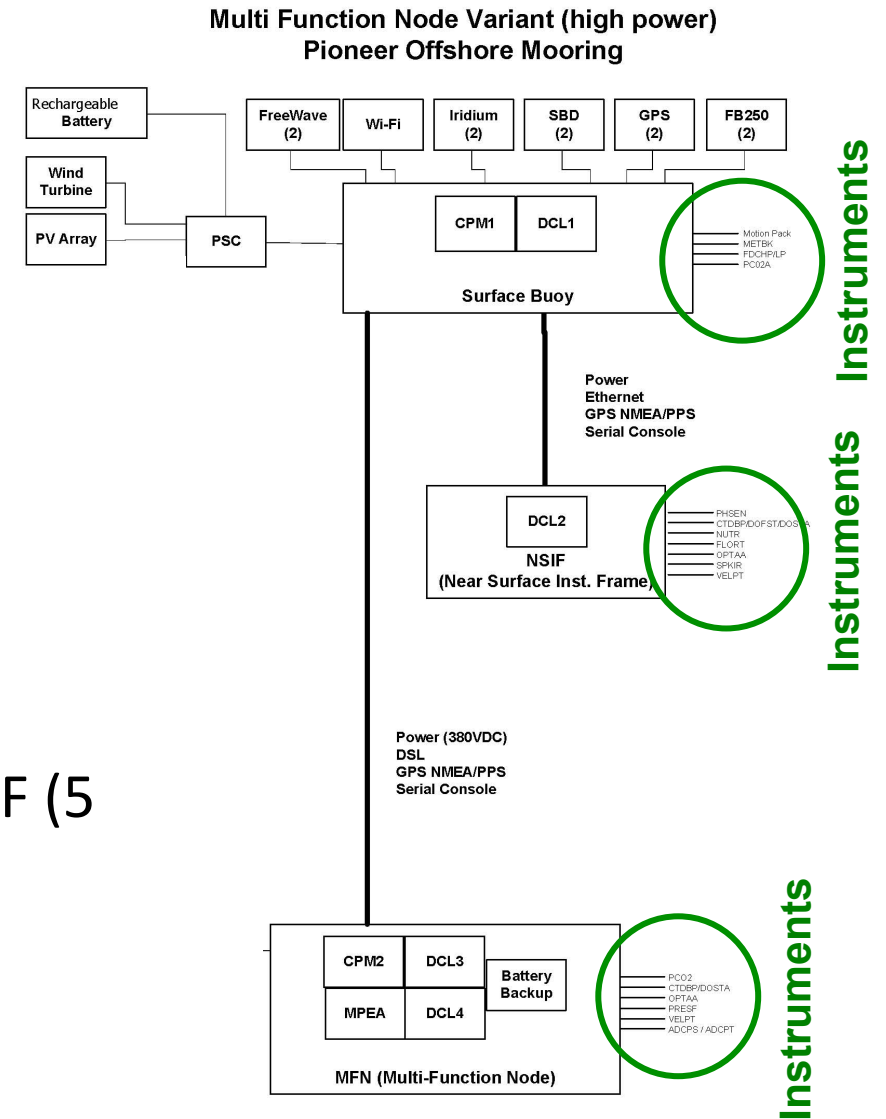 Multi Function Node Variant (high power)
Pioneer Offshore Mooring
Rechargeable
Battery
Wind
Turbine
PV Array
PSC
FreeWave
(2)
Wi-Fi
Iridium
(2)
SBD
(2)
GPS
(2)
FB250
(2)
CPM1
DCL1
Surface Buoy
Motion Pack
METBK
FDCHP/LP
PC02A
Instruments
Power
Ethernet
GPS NMEA/PPS
Serial Console
DCL2
NSIF
(Near Surface Inst. Frame)
PHSEN
CTDBP/DOFST/DOSTA
NUTR
FLORT
OPTAA
SPKIR
VELPT
Instruments
Power (380VDC)
DSL
GPS NMEA/PPS
Serial Console
F (5
CPM2
DCL3
MPEA
DCL4
Battery
Backup
MFN (Multi-Function Node)
PCO2
CTDBP/DOSTA
OPTAA
PRESF
VELPT
ADCPS / ADCPT
Instruments